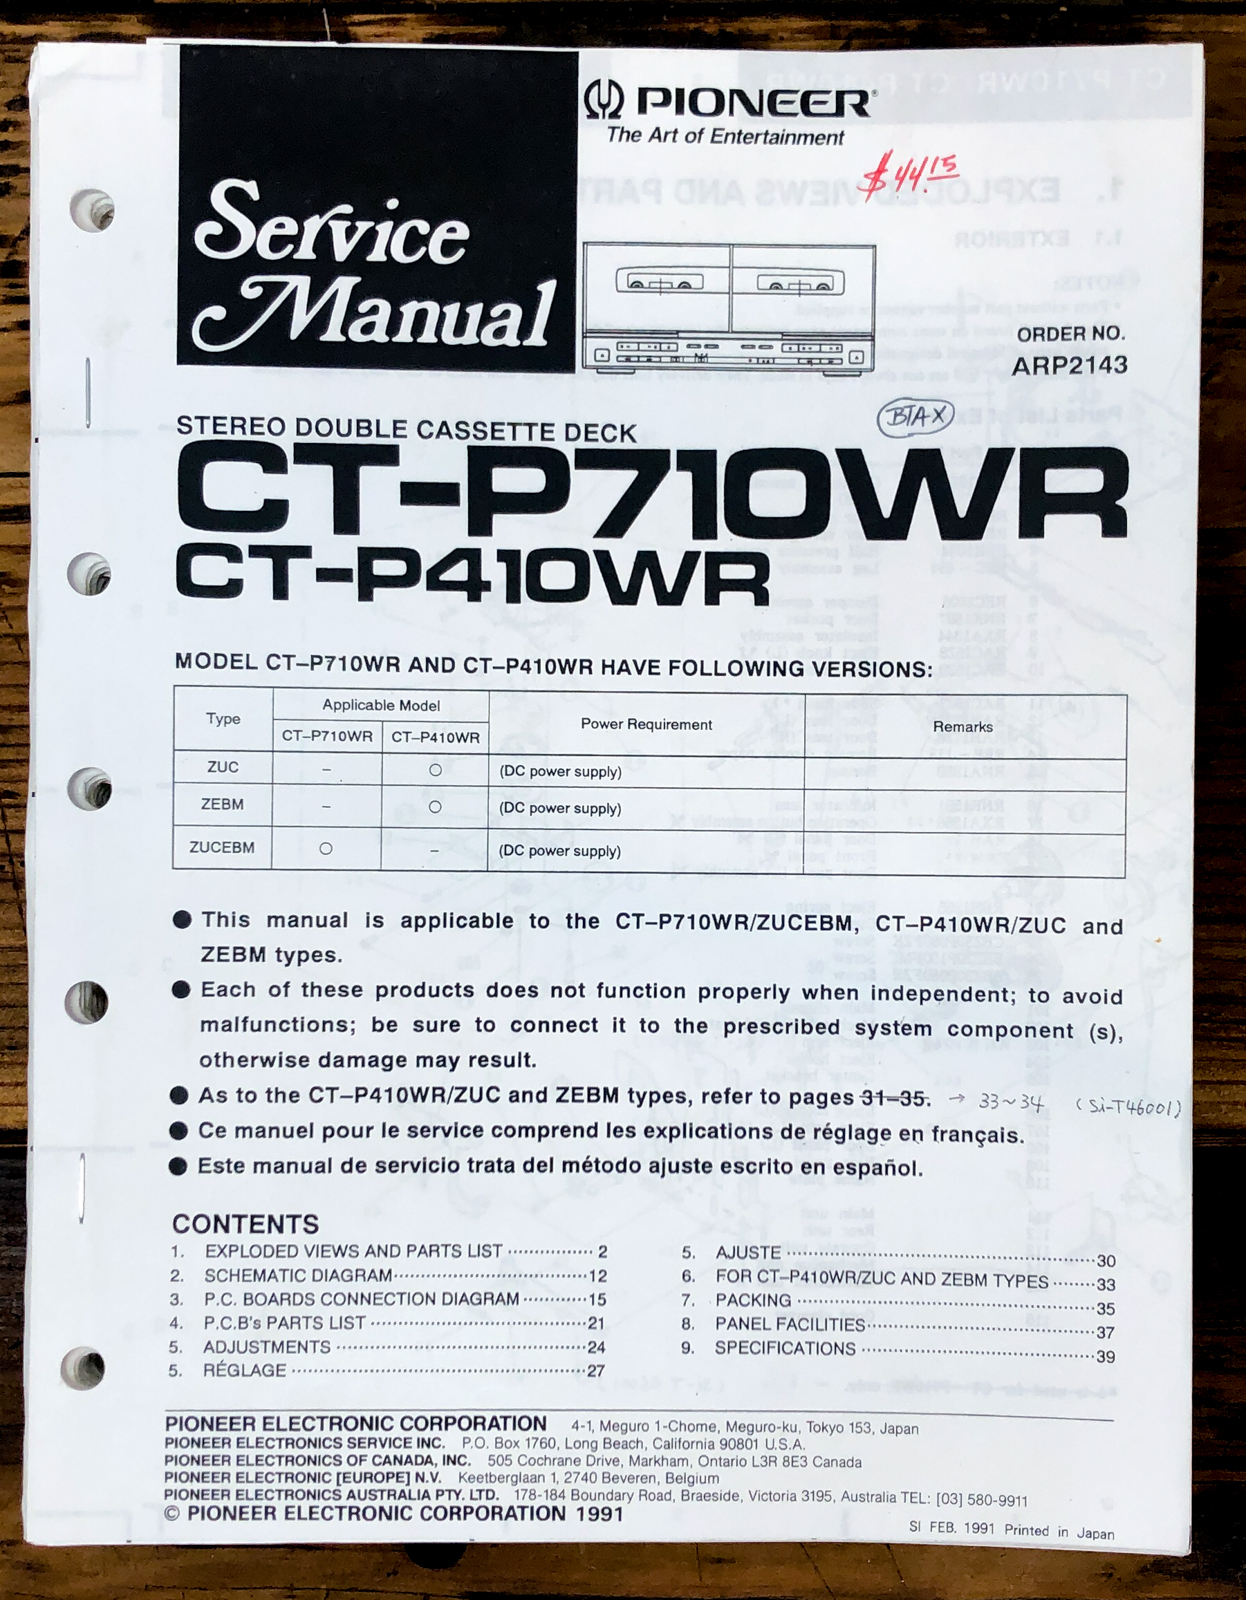 PIONEER®
The Art of Entertainment
$44.15
Service
Manual
ORDER NO.
ARP2143
BTAX
STEREO DOUBLE CASSETTE DECK
CT-P710WR
CT-P410WR
MODEL CT-P710WR AND CT-P410WR HAVE FOLLOWING VERSIONS:
Type Applicable Model Power Requirement Remarks
CT-P710WR CT-P410WR
ZUC – ○ (DC power supply)
ZEBM – ○ (DC power supply)
ZUCEBM ○ – (DC power supply)
● This manual is applicable to the CT-P710WR/ZUCEBM, CT-P410WR/ZUC and
ZEBM types.
● Each of these products does not function properly when independent; to avoid
malfunctions; be sure to connect it to the prescribed system component (s),
otherwise damage may result.
● As to the CT-P410WR/ZUC and ZEBM types, refer to pages 31-35. → 33~34 (Si-T46001)
● Ce manuel pour le service comprend les explications de réglage en français.
● Este manual de servicio trata del método ajuste escrito en español.
CONTENTS
1. EXPLODED VIEWS AND PARTS LIST ················ 2
2. SCHEMATIC DIAGRAM ································ 12
3. P.C. BOARDS CONNECTION DIAGRAM ·········· 15
4. P.C.B's PARTS LIST ···································· 21
5. ADJUSTMENTS ········································ 24
5. RÉGLAGE ················································ 27
5. AJUSTE ···················································· 30
6. FOR CT-P410WR/ZUC AND ZEBM TYPES ······· 33
7. PACKING ·················································· 35
8. PANEL FACILITIES ···································· 37
9. SPECIFICATIONS ······································ 39
PIONEER ELECTRONIC CORPORATION 4-1, Meguro 1-Chome, Meguro-ku, Tokyo 153, Japan
PIONEER ELECTRONICS SERVICE INC. P.O. Box 1760, Long Beach, California 90801 U.S.A.
PIONEER ELECTRONICS OF CANADA, INC. 505 Cochrane Drive, Markham, Ontario L3R 8E3 Canada
PIONEER ELECTRONIC [EUROPE] N.V. Keetberglaan 1, 2740 Beveren, Belgium
PIONEER ELECTRONICS AUSTRALIA PTY. LTD. 178-184 Boundary Road, Braeside, Victoria 3195, Australia TEL: [03] 580-9911
© PIONEER ELECTRONIC CORPORATION 1991
SI FEB. 1991 Printed in Japan